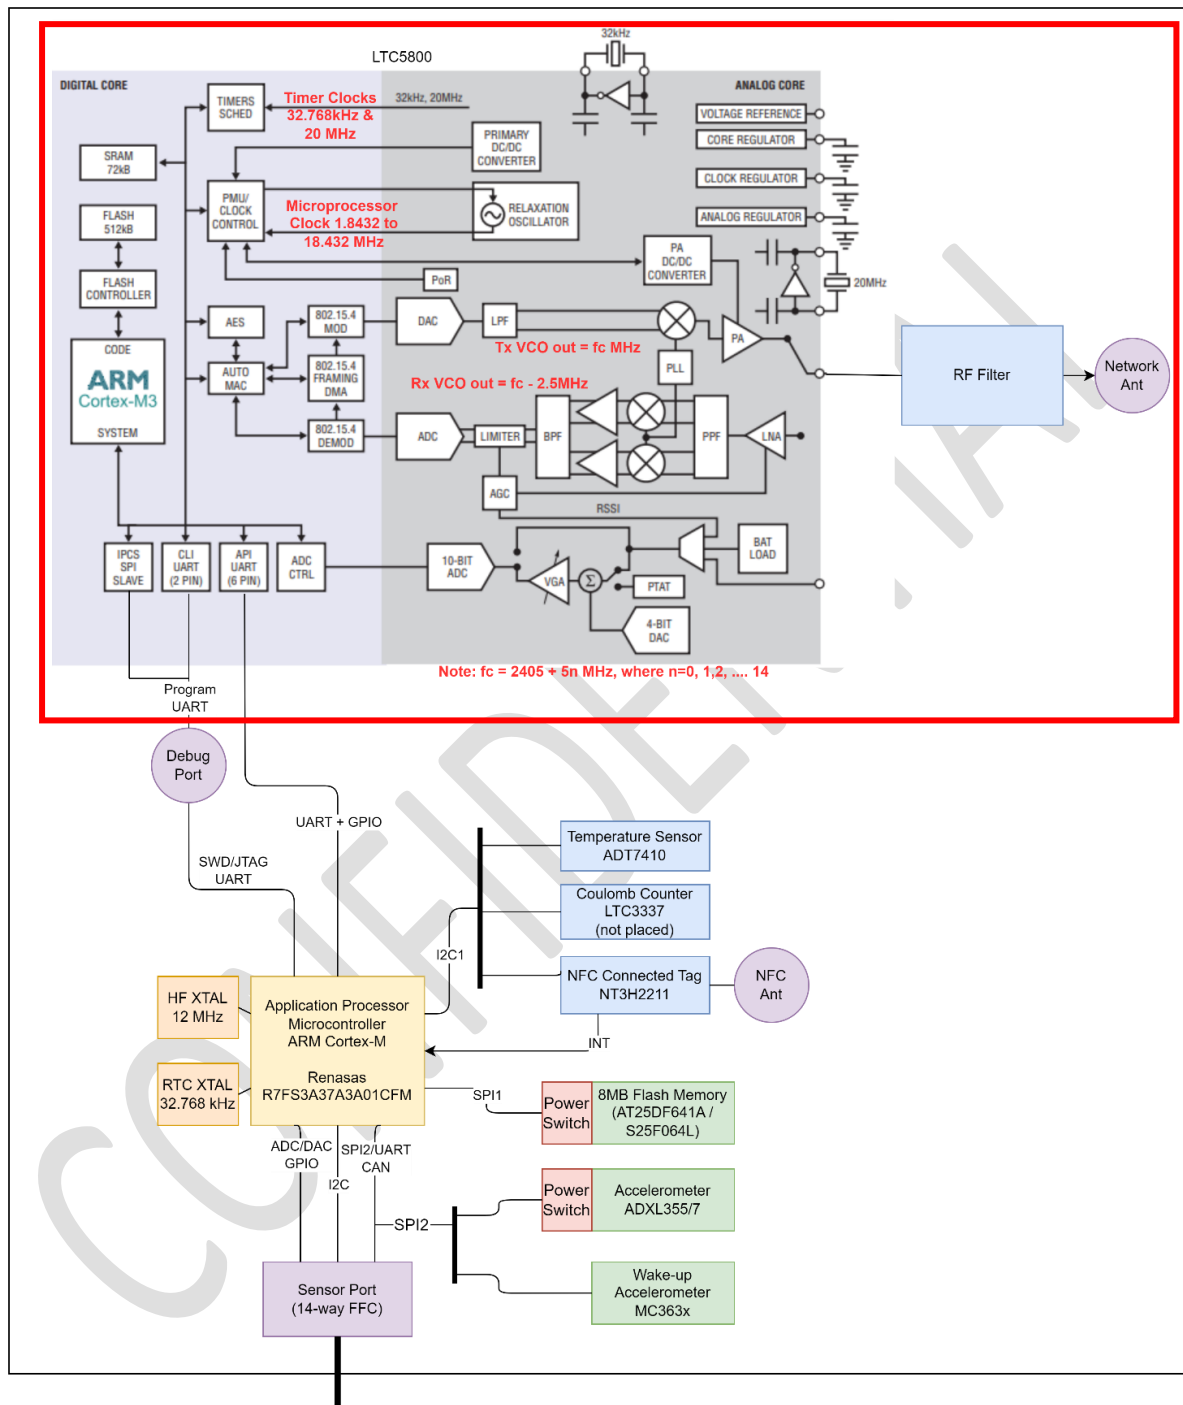 LTC5800
32kHz
DIGITAL CORE
ANALOG CORE
TIMERS
SCHED
Timer Clocks
32.768kHz &
20 MHz
32kHz, 20MHz
VOLTAGE REFERENCE
PRIMARY
DC/DC
CONVERTER
CORE REGULATOR
SRAM
72kB
CLOCK REGULATOR
PMU/
CLOCK
CONTROL
Microprocessor
Clock 1.8432 to
18.432 MHz
RELAXATION
OSCILLATOR
ANALOG REGULATOR
FLASH
512kB
PA
DC/DC
CONVERTER
20MHz
FLASH
CONTROLLER
PoR
AES
802.15.4
MOD
DAC
LPF
PA
CODE
ARM
Cortex-M3
SYSTEM
Tx VCO out = fc MHz
PLL
AUTO
MAC
802.15.4
FRAMING
DMA
Rx VCO out = fc - 2.5MHz
RF Filter
Network
Ant
802.15.4
DEMOD
ADC
LIMITER
BPF
PPF
LNA
AGC
RSSI
IPCS
SPI
SLAVE
CLI
UART
(2 PIN)
API
UART
(6 PIN)
ADC
CTRL
10-BIT
ADC
VGA
Σ
PTAT
BAT
LOAD
4-BIT
DAC
Note: fc = 2405 + 5n MHz, where n=0, 1,2, .... 14
Program
UART
Debug
Port
UART + GPIO
SWD/JTAG
UART
Temperature Sensor
ADT7410
Coulomb Counter
LTC3337
(not placed)
I2C1
NFC Connected Tag
NT3H2211
NFC
Ant
INT
HF XTAL
12 MHz
Application Processor
Microcontroller
ARM Cortex-M
Renasas
R7FS3A37A3A01CFM
RTC XTAL
32.768 kHz
SPI1
Power
Switch
8MB Flash Memory
(AT25DF641A /
S25F064L)
ADC/DAC
GPIO
I2C
SPI2/UART
CAN
SPI2
Power
Switch
Accelerometer
ADXL355/7
Wake-up
Accelerometer
MC363x
Sensor Port
(14-way FFC)
CONFIDENTIAL